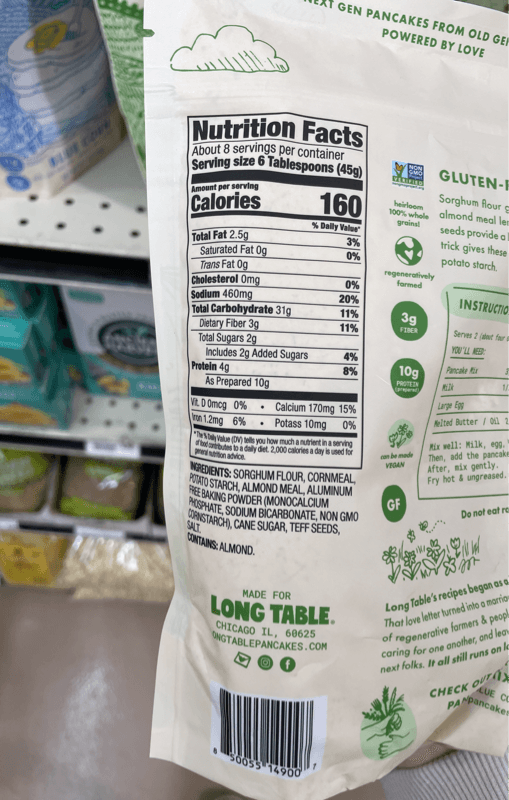 NEXT GEN PANCAKES FROM OLD
POWERED BY LOVE
BLUE CORN
Nutrition Facts
About 8 servings per container
Serving size 6 Tablespoons (45g)
Amount per serving
Calories 160
% Daily Value*
Total Fat 2.5g 3%
Saturated Fat 0g 0%
Trans Fat 0g
Cholesterol 0mg 0%
Sodium 460mg 20%
Total Carbohydrate 31g 11%
Dietary Fiber 3g 11%
Total Sugars 2g
Includes 2g Added Sugars 4%
Protein 4g 8%
As Prepared 10g
Vit. D 0mcg 0% • Calcium 170mg 15%
Iron 1.2mg 6% • Potass 10mg 0%
*The % Daily Value (DV) tells you how much a nutrient in a serving
of food contributes to a daily diet. 2,000 calories a day is used for
general nutrition advice.
INGREDIENTS: SORGHUM FLOUR, CORNMEAL,
POTATO STARCH, ALMOND MEAL, ALUMINUM
FREE BAKING POWDER (MONOCALCIUM
PHOSPHATE, SODIUM BICARBONATE, NON GMO
CORNSTARCH), CANE SUGAR, TEFF SEEDS,
SALT.
CONTAINS: ALMOND.
MADE FOR
LONG TABLE.
CHICAGO IL, 60625
ONGTABLEPANCAKES.COM
8 50055 14900 7
NON
GMO
VERIFIED
heirloom
100% whole
grains!
regeneratively
farmed
3g
FIBER
10g
PROTEIN
(prepared)
can be made
VEGAN
GF
GLUTEN-
Sorghum flour
almond meal
seeds provide a
trick gives these
potato starch.
INSTRUCTIO
Serves 2 (about four
YOU'LL NEED:
Pancake Mix
Milk
Large Egg
Melted Butter / Oil
Mix well: Milk, egg,
Then, add the pancake
After, mix gently.
Fry hot & ungreased.
Do not eat
Long Table's recipes began as a
That love letter turned into a
of regenerative farmers &
caring for one another, and
next folks. It all still runs on
CHECK OUT
BLUE
pancake